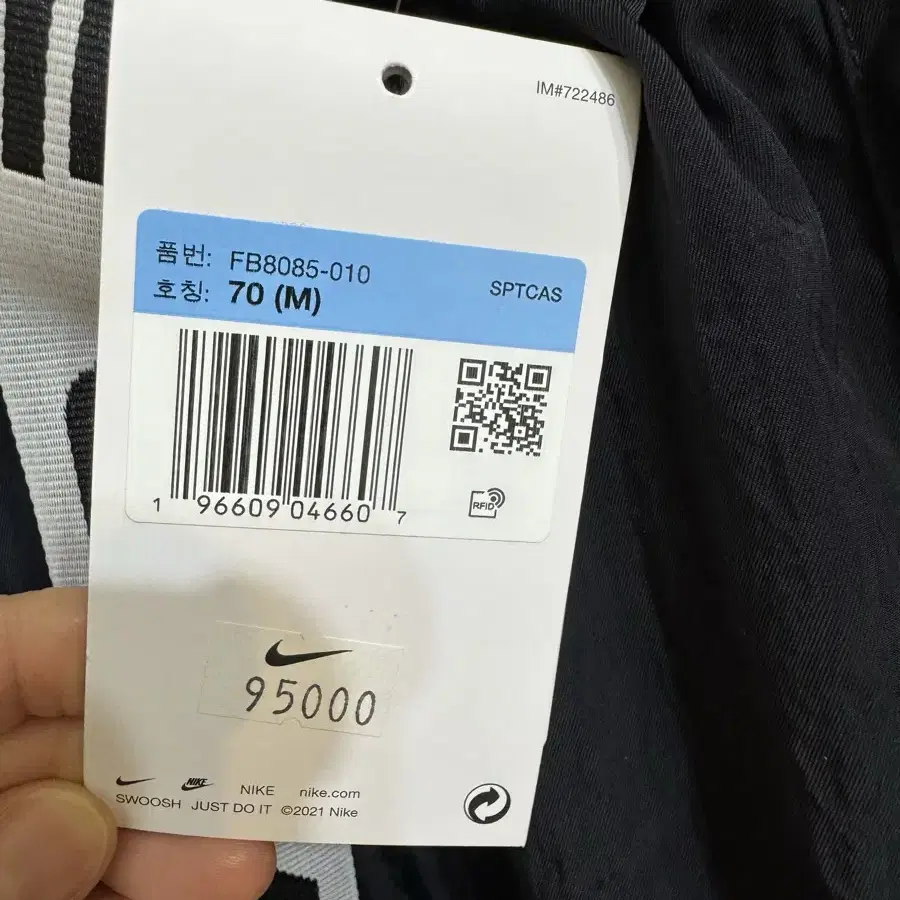 IM#722486
품번: FB8085-010
호칭: 70 (M)
SPTCAS
1 96609 04660 7
RFID
95000
NIKE
NIKE nike.com
SWOOSH JUST DO IT ©2021 Nike